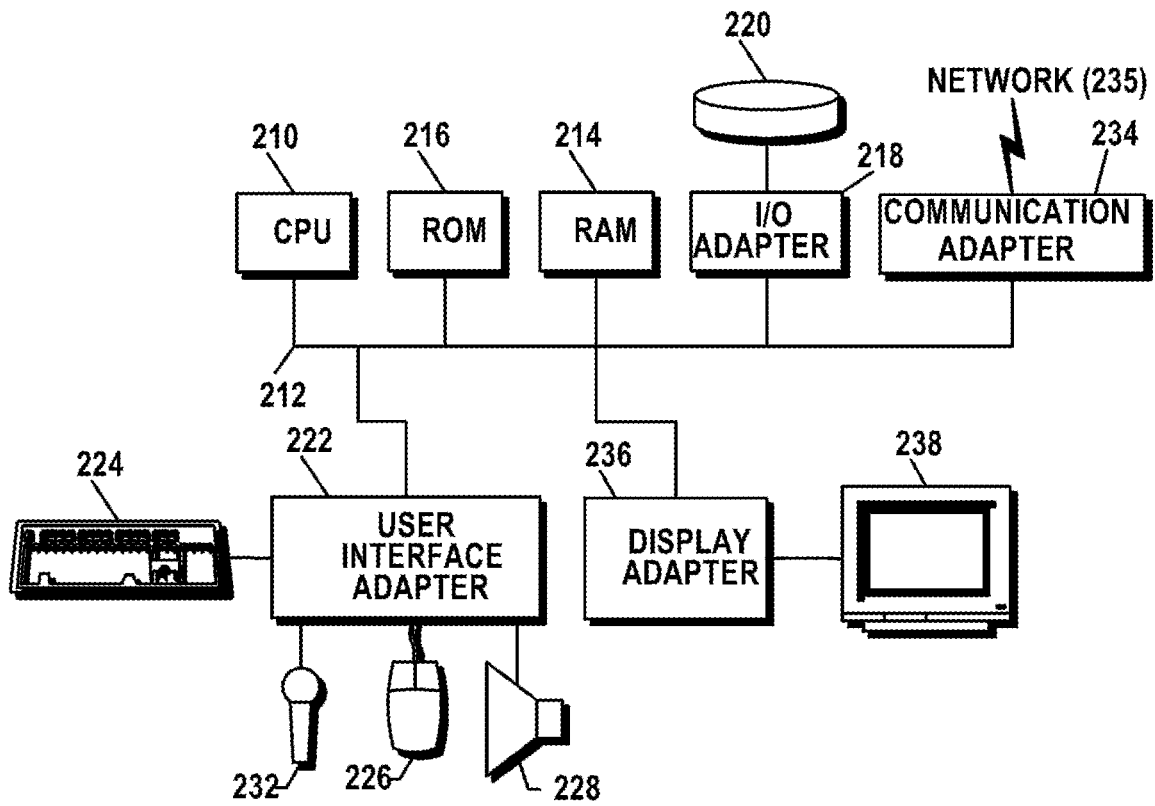 220
NETWORK (235)
210
216
214
218
234
CPU
ROM
RAM
I/O
ADAPTER
COMMUNICATION
ADAPTER
212
222
236
238
224
USER
INTERFACE
ADAPTER
DISPLAY
ADAPTER
232
226
228